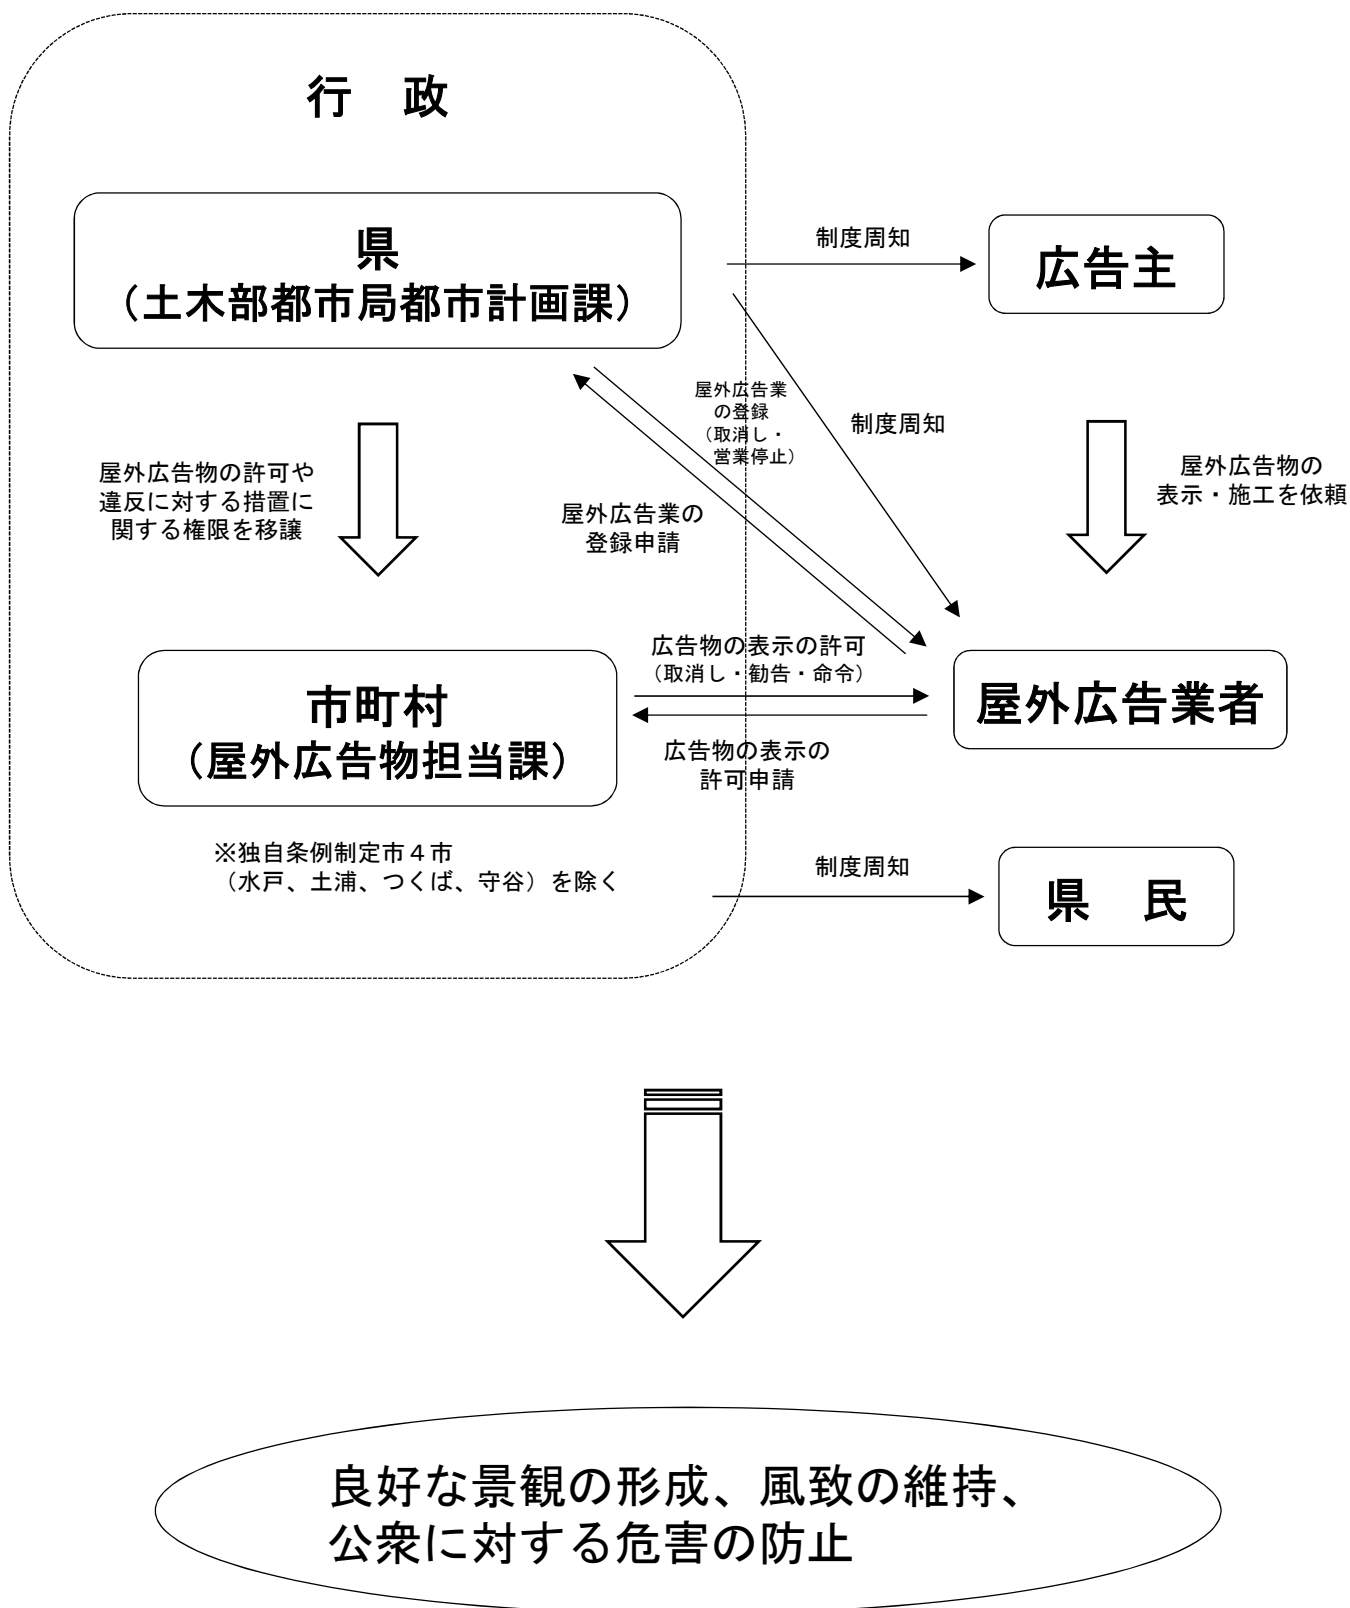 行　政
県
（土木部都市局都市計画課）
制度周知
広告主
屋外広告業
の登録
（取消し・
営業停止）
制度周知
屋外広告物の許可や
違反に対する措置に
関する権限を移譲
屋外広告業の
登録申請
屋外広告物の
表示・施工を依頼
広告物の表示の許可
（取消し・勧告・命令）
市町村
（屋外広告物担当課）
屋外広告業者
広告物の表示の
許可申請
※独自条例制定市４市
（水戸、土浦、つくば、守谷）を除く
制度周知
県　民
良好な景観の形成、風致の維持、
公衆に対する危害の防止